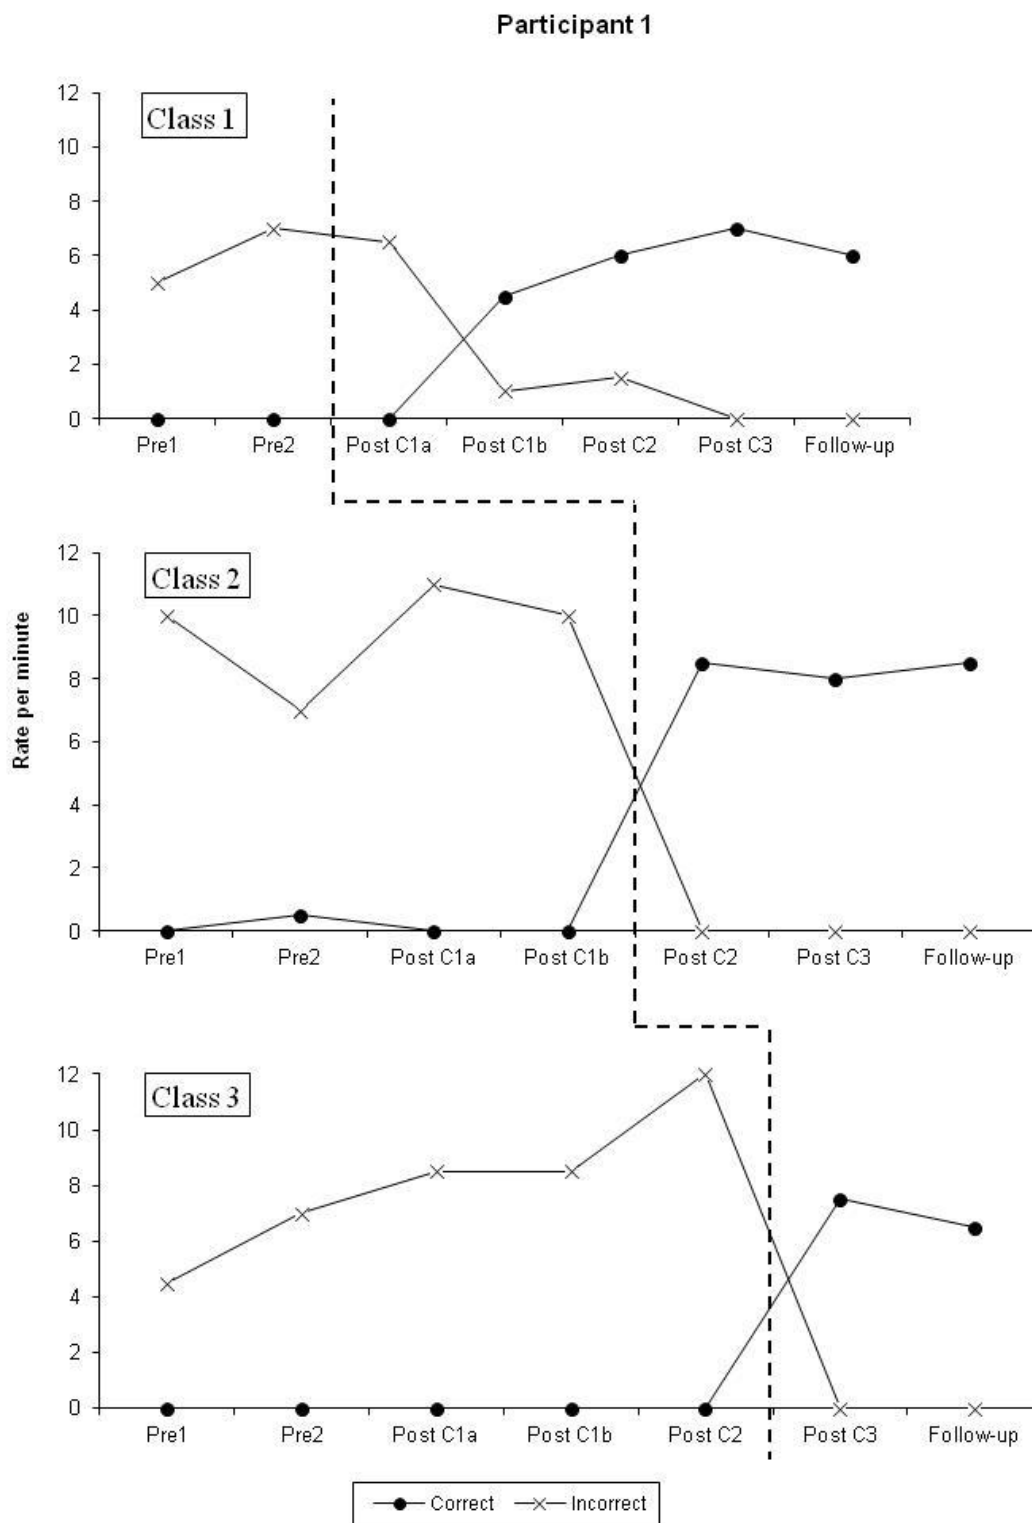 Participant 1
12
Class 1
10
8
6
4
2
0
Pre1 Pre2 Post C1a Post C1b Post C2 Post C3 Follow-up
Rate per minute
12
Class 2
10
8
6
4
2
0
Pre1 Pre2 Post C1a Post C1b Post C2 Post C3 Follow-up
12
Class 3
10
8
6
4
2
0
Pre1 Pre2 Post C1a Post C1b Post C2 Post C3 Follow-up
Correct Incorrect